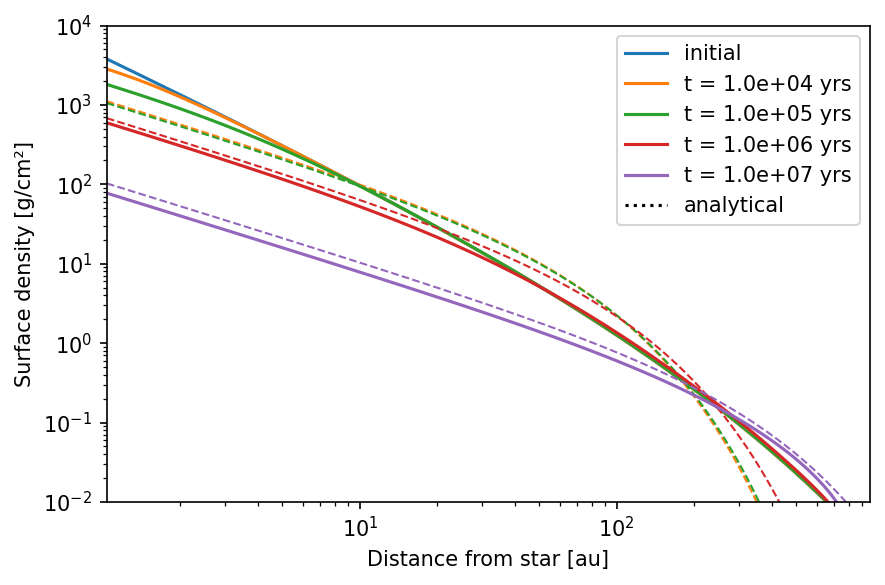 10⁴
10³
10²
10¹
10⁰
10⁻¹
10⁻²
Surface density [g/cm²]
initial
t = 1.0e+04 yrs
t = 1.0e+05 yrs
t = 1.0e+06 yrs
t = 1.0e+07 yrs
analytical
10¹
10²
Distance from star [au]